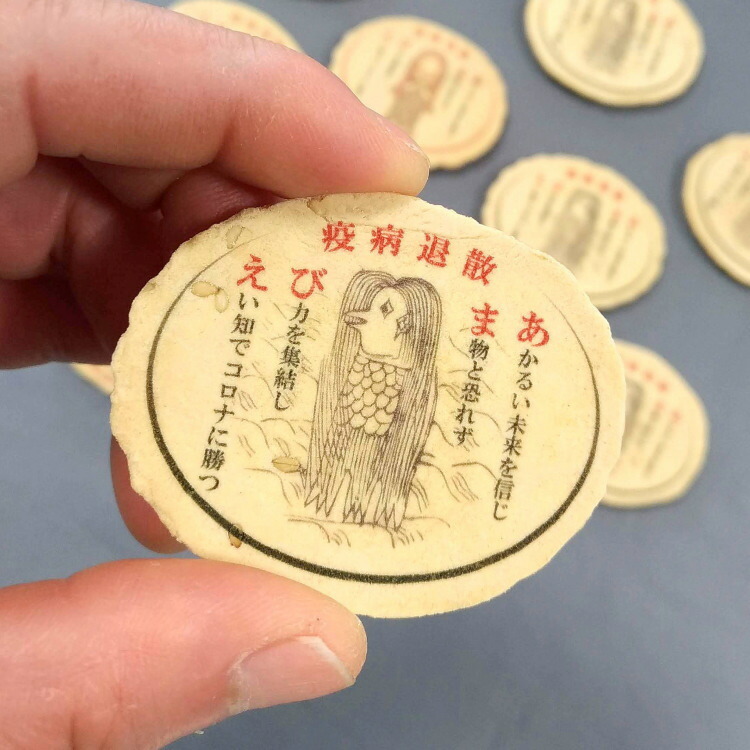 疫病退散
あかるい未来を信じ
ま物と恐れず
び力を集結し
えい知でコロナに勝つ